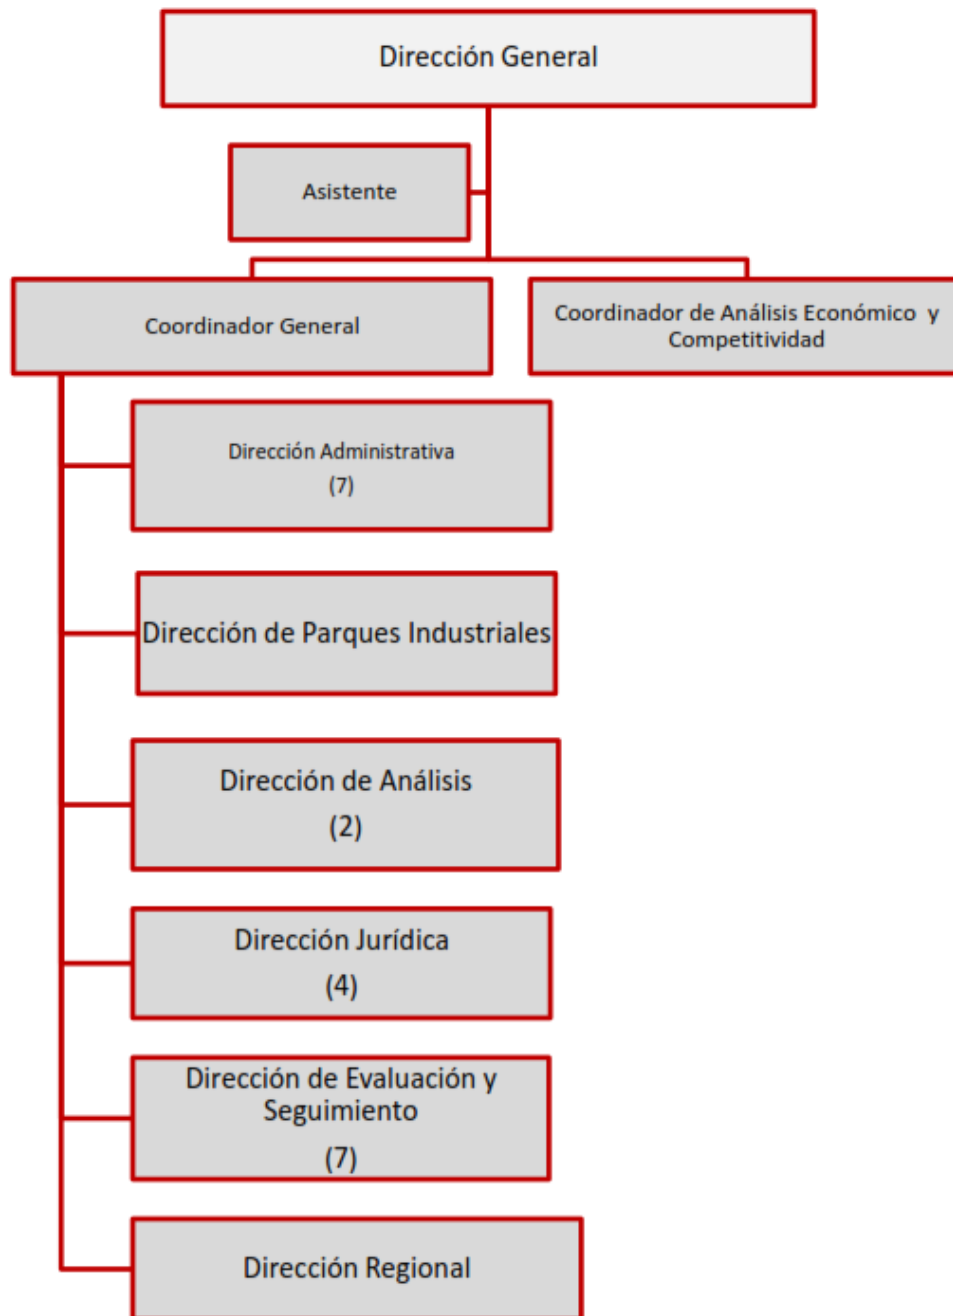 Dirección General
Asistente
Coordinador General
Coordinador de Análisis Económico y
Competitividad
Dirección Administrativa
(7)
Dirección de Parques Industriales
Dirección de Análisis
(2)
Dirección Jurídica
(4)
Dirección de Evaluación y
Seguimiento
(7)
Dirección Regional